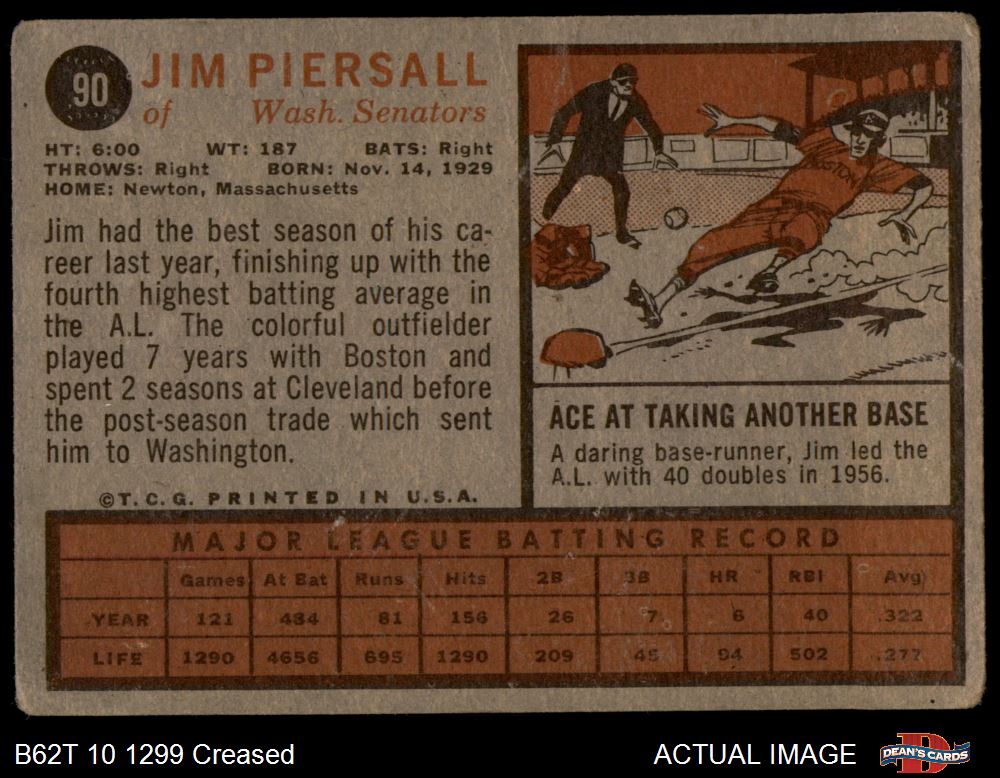 90
JIM PIERSALL
of Wash. Senators
HT: 6:00 WT: 187 BATS: Right
THROWS: Right BORN: Nov. 14, 1929
HOME: Newton, Massachusetts
Jim had the best season of his ca-
reer last year, finishing up with the
fourth highest batting average in
the A.L. The colorful outfielder
played 7 years with Boston and
spent 2 seasons at Cleveland before
the post-season trade which sent
him to Washington.
©T.C.G. PRINTED IN U.S.A.
BOSTON
ACE AT TAKING ANOTHER BASE
A daring base-runner, Jim led the
A.L. with 40 doubles in 1956.
MAJOR LEAGUE BATTING RECORD
Games At Bat Runs Hits 2B 3B HR RBI Avg
YEAR 121 484 81 156 26 7 6 40 .322
LIFE 1290 4656 695 1290 209 45 94 502 .277
B62T 10 1299 Creased
ACTUAL IMAGE
DEAN'S CARDS